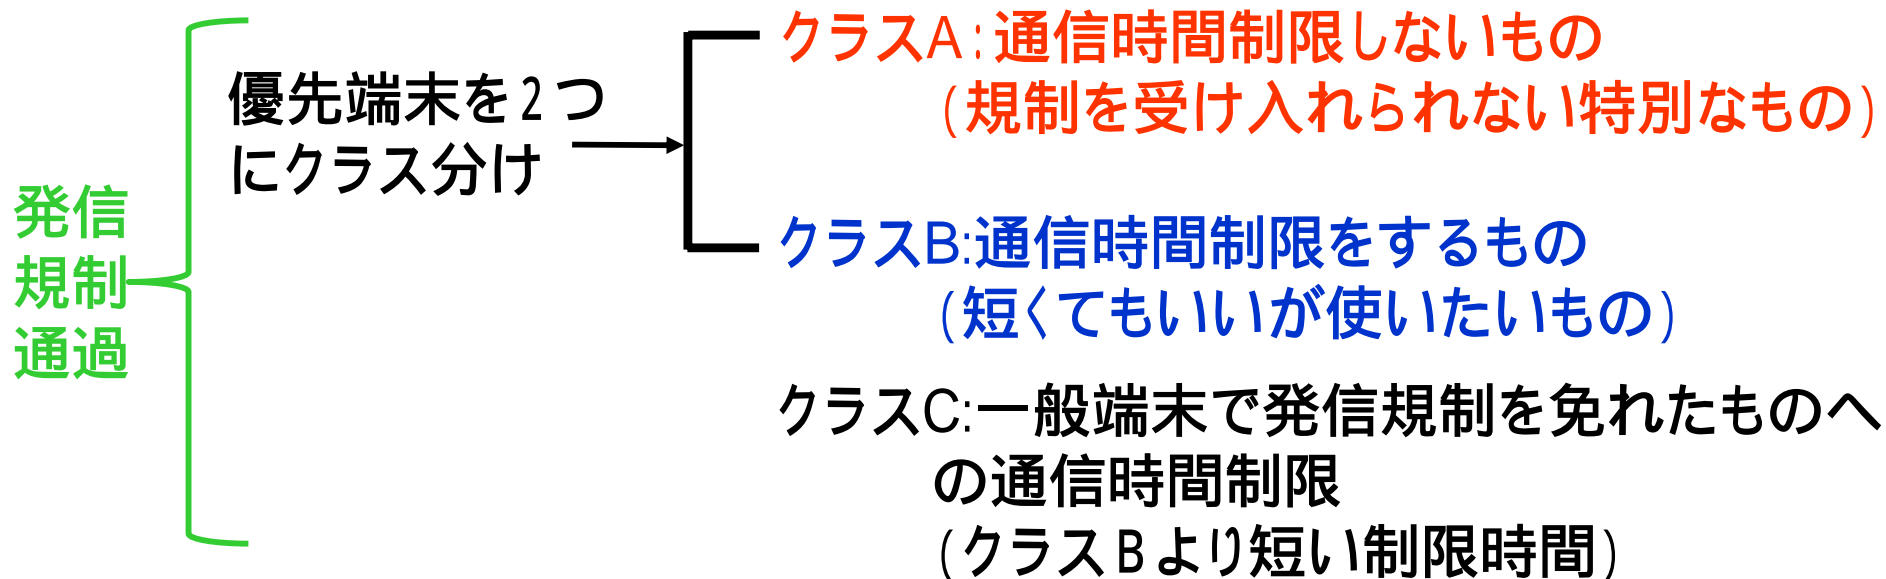 発信
規制
通過
優先端末を2つ
にクラス分け
クラスA:通信時間制限しないもの
(規制を受け入れられない特別なもの)
クラスB:通信時間制限をするもの
(短くてもいいが使いたいもの)
クラスC:一般端末で発信規制を免れたものへ
の通信時間制限
(クラスBより短い制限時間)